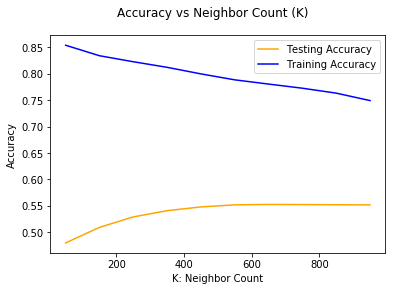 Accuracy vs Neighbor Count (K)
Testing Accuracy
Training Accuracy
0.85
0.80
0.75
0.70
0.65
0.60
0.55
0.50
Accuracy
200 400 600 800
K: Neighbor Count